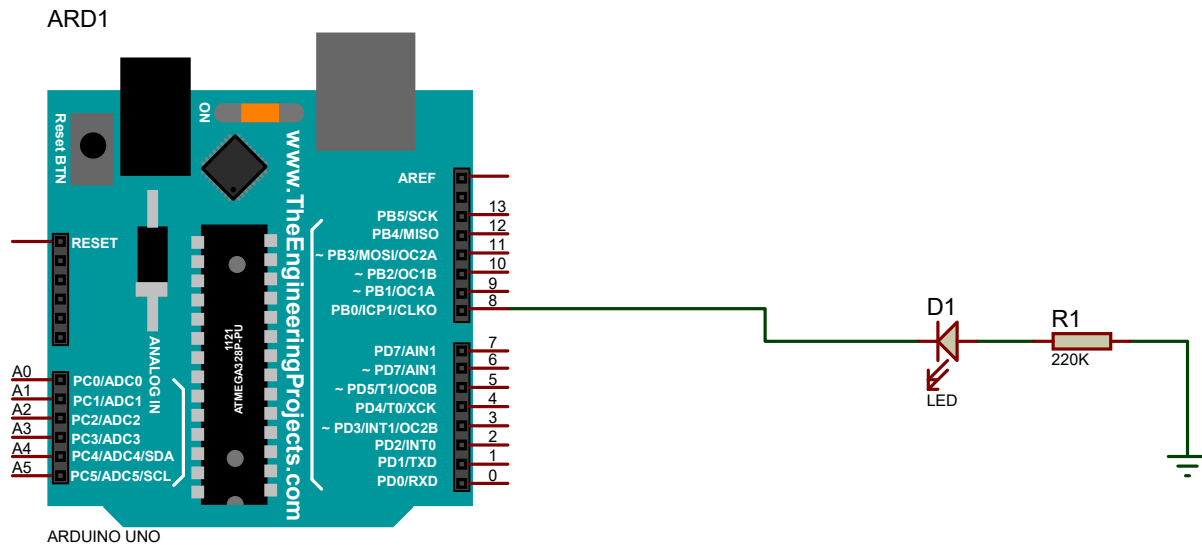 ARD1
Reset BTN
ON
www.TheEngineeringProjects.com
RESET
ANALOG IN
1121
ATMEGA328P-PU
A0 PC0/ADC0
A1 PC1/ADC1
A2 PC2/ADC2
A3 PC3/ADC3
A4 PC4/ADC4/SDA
A5 PC5/ADC5/SCL
AREF
PB5/SCK 13
PB4/MISO 12
~ PB3/MOSI/OC2A 11
~ PB2/OC1B 10
~ PB1/OC1A 9
PB0/ICP1/CLKO 8
PD7/AIN1 7
~ PD7/AIN1 6
~ PD5/T1/OC0B 5
PD4/T0/XCK 4
~ PD3/INT1/OC2B 3
PD2/INT0 2
PD1/TXD 1
PD0/RXD 0
ARDUINO UNO
D1
LED
R1
220K